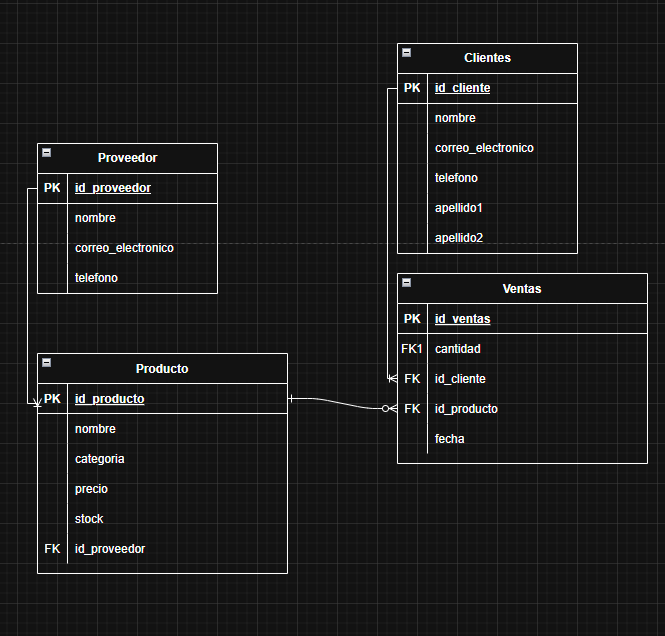 Clientes
PK id_cliente
nombre
correo_electronico
telefono
apellido1
apellido2
Proveedor
PK id_proveedor
nombre
correo_electronico
telefono
Ventas
PK id_ventas
FK1 cantidad
FK id_cliente
FK id_producto
fecha
Producto
PK id_producto
nombre
categoria
precio
stock
FK id_proveedor